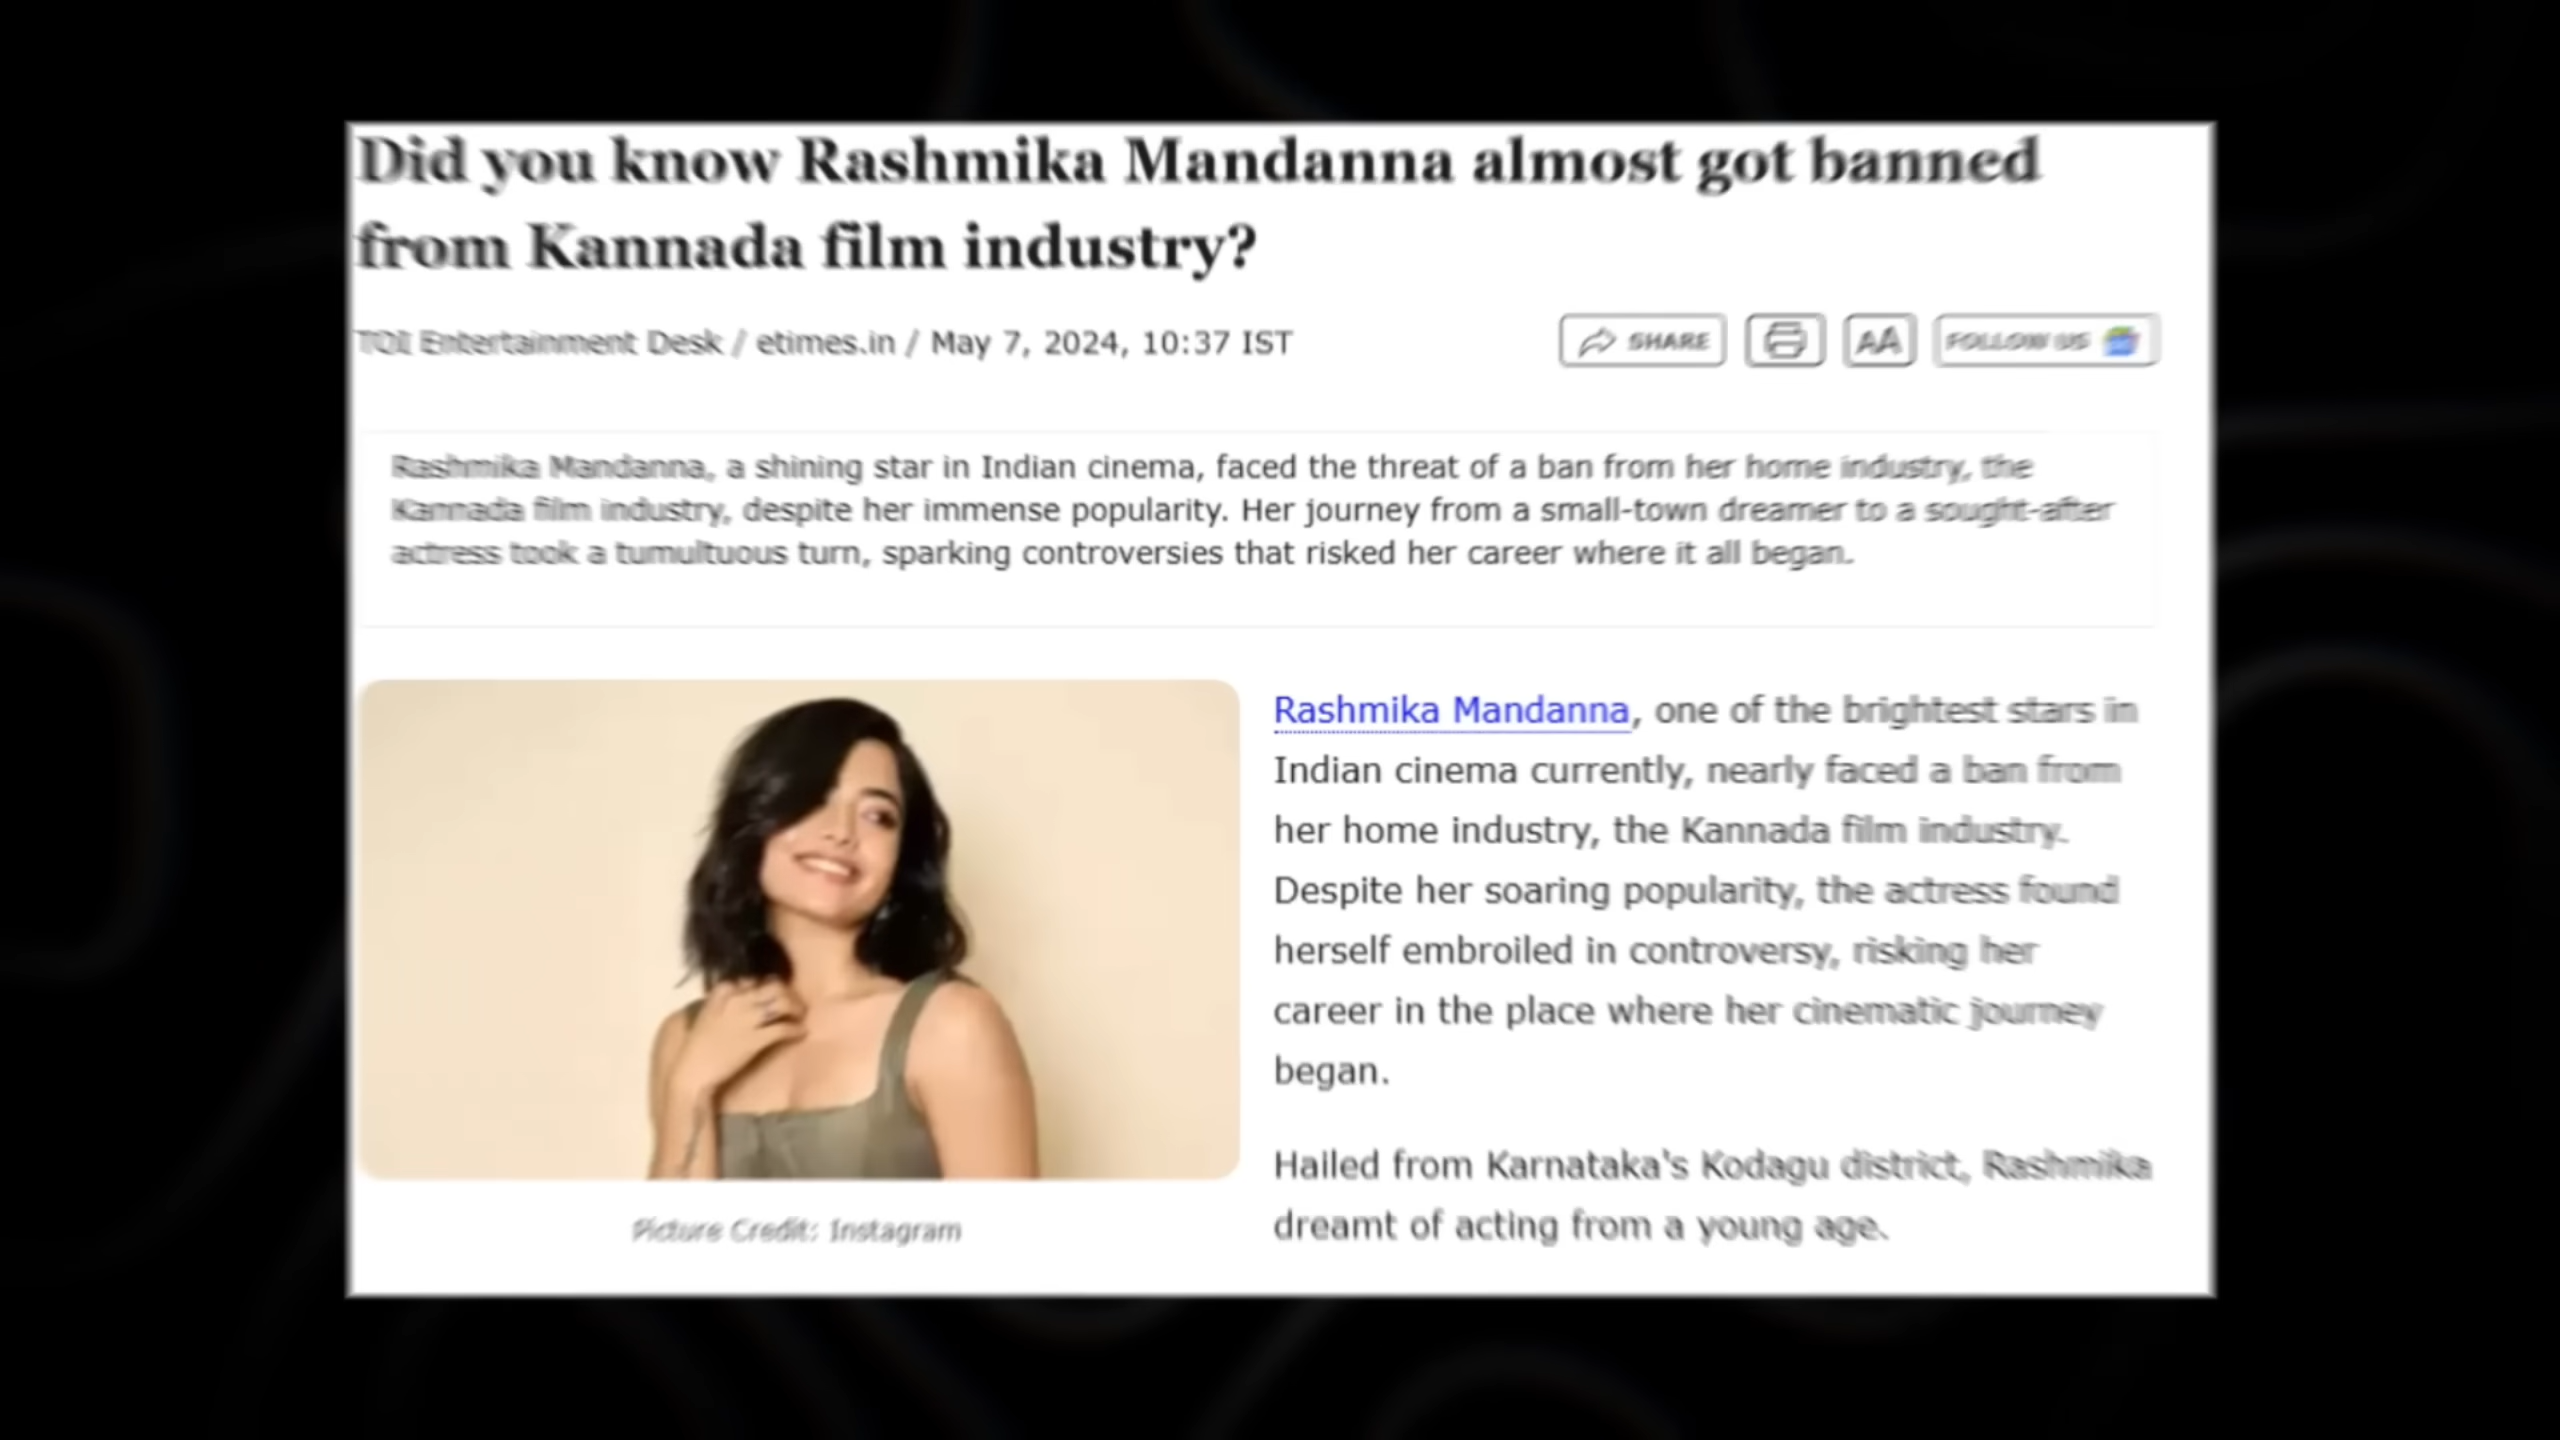 Did you know Rashmika Mandanna almost got banned
from Kannada film industry?
TOI Entertainment Desk / etimes.in / May 7, 2024, 10:37 IST
SHARE
AA
FOLLOW US
Rashmika Mandanna, a shining star in Indian cinema, faced the threat of a ban from her home industry, the
Kannada film industry, despite her immense popularity. Her journey from a small-town dreamer to a sought-after
actress took a tumultuous turn, sparking controversies that risked her career where it all began.
Rashmika Mandanna, one of the brightest stars in
Indian cinema currently, nearly faced a ban from
her home industry, the Kannada film industry.
Despite her soaring popularity, the actress found
herself embroiled in controversy, risking her
career in the place where her cinematic journey
began.
Hailed from Karnataka's Kodagu district, Rashmika
dreamt of acting from a young age.
Picture Credit: Instagram